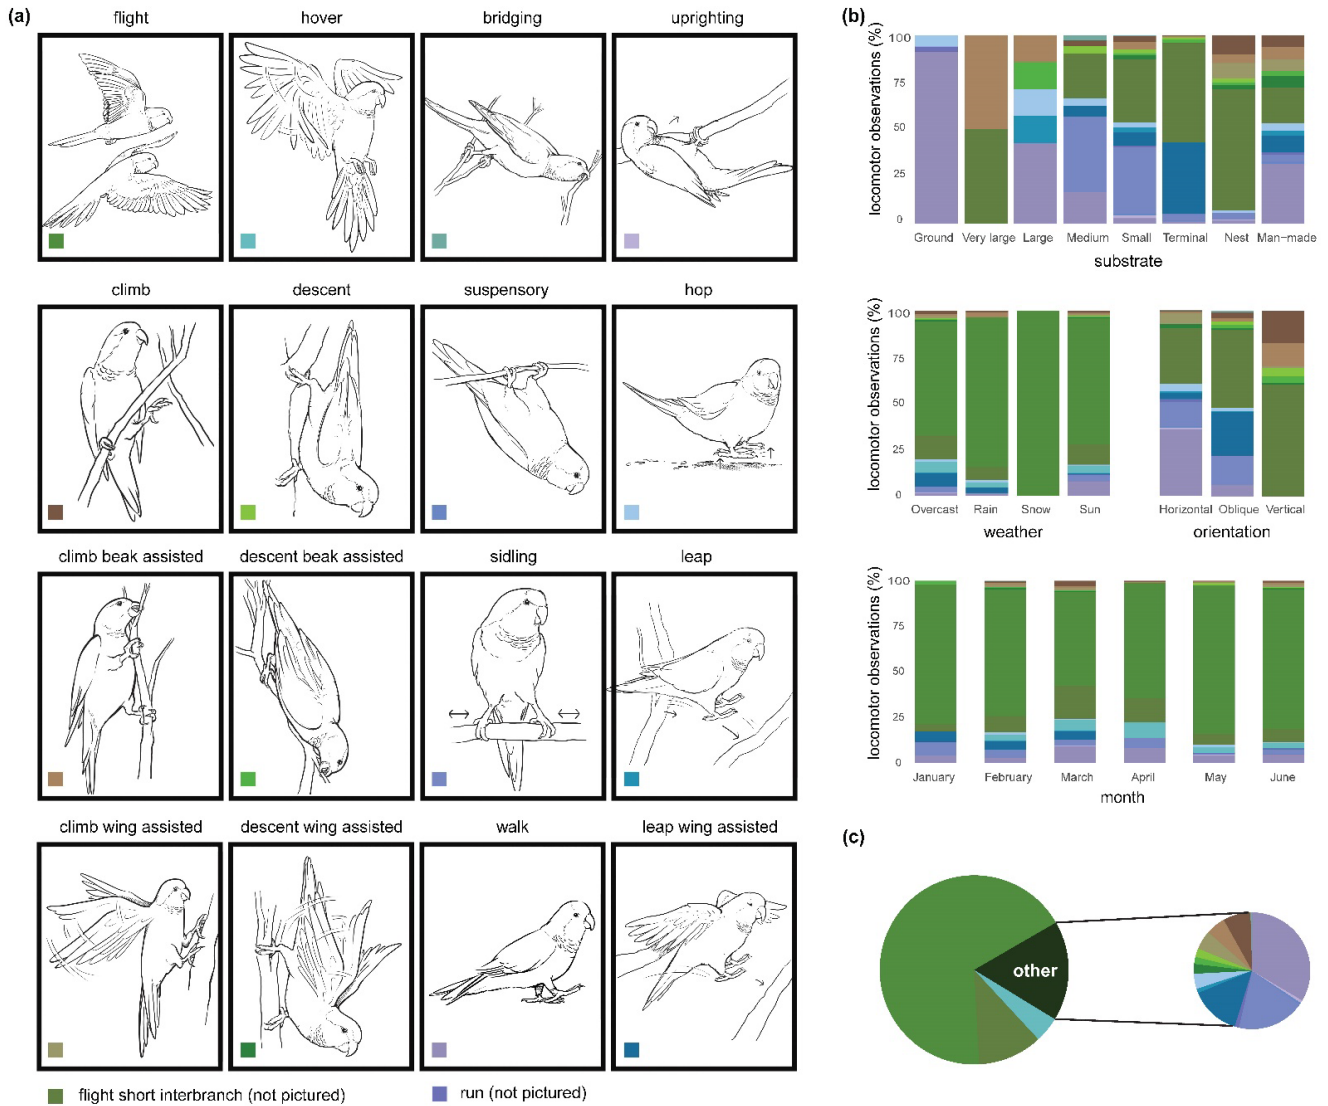 (a)
flight hover bridging uprighting
climb descent suspensory hop
climb beak assisted descent beak assisted sidling leap
climb wing assisted descent wing assisted walk leap wing assisted
flight short interbranch (not pictured) run (not pictured)
(b)
locomotor observations (%)
100
75
50
25
0
Ground Very large Large Medium Small Terminal Nest Man-made
substrate
locomotor observations (%)
100
75
50
25
0
Overcast Rain Snow Sun Horizontal Oblique Vertical
weather orientation
locomotor observations (%)
100
75
50
25
0
January February March April May June
month
(c)
other